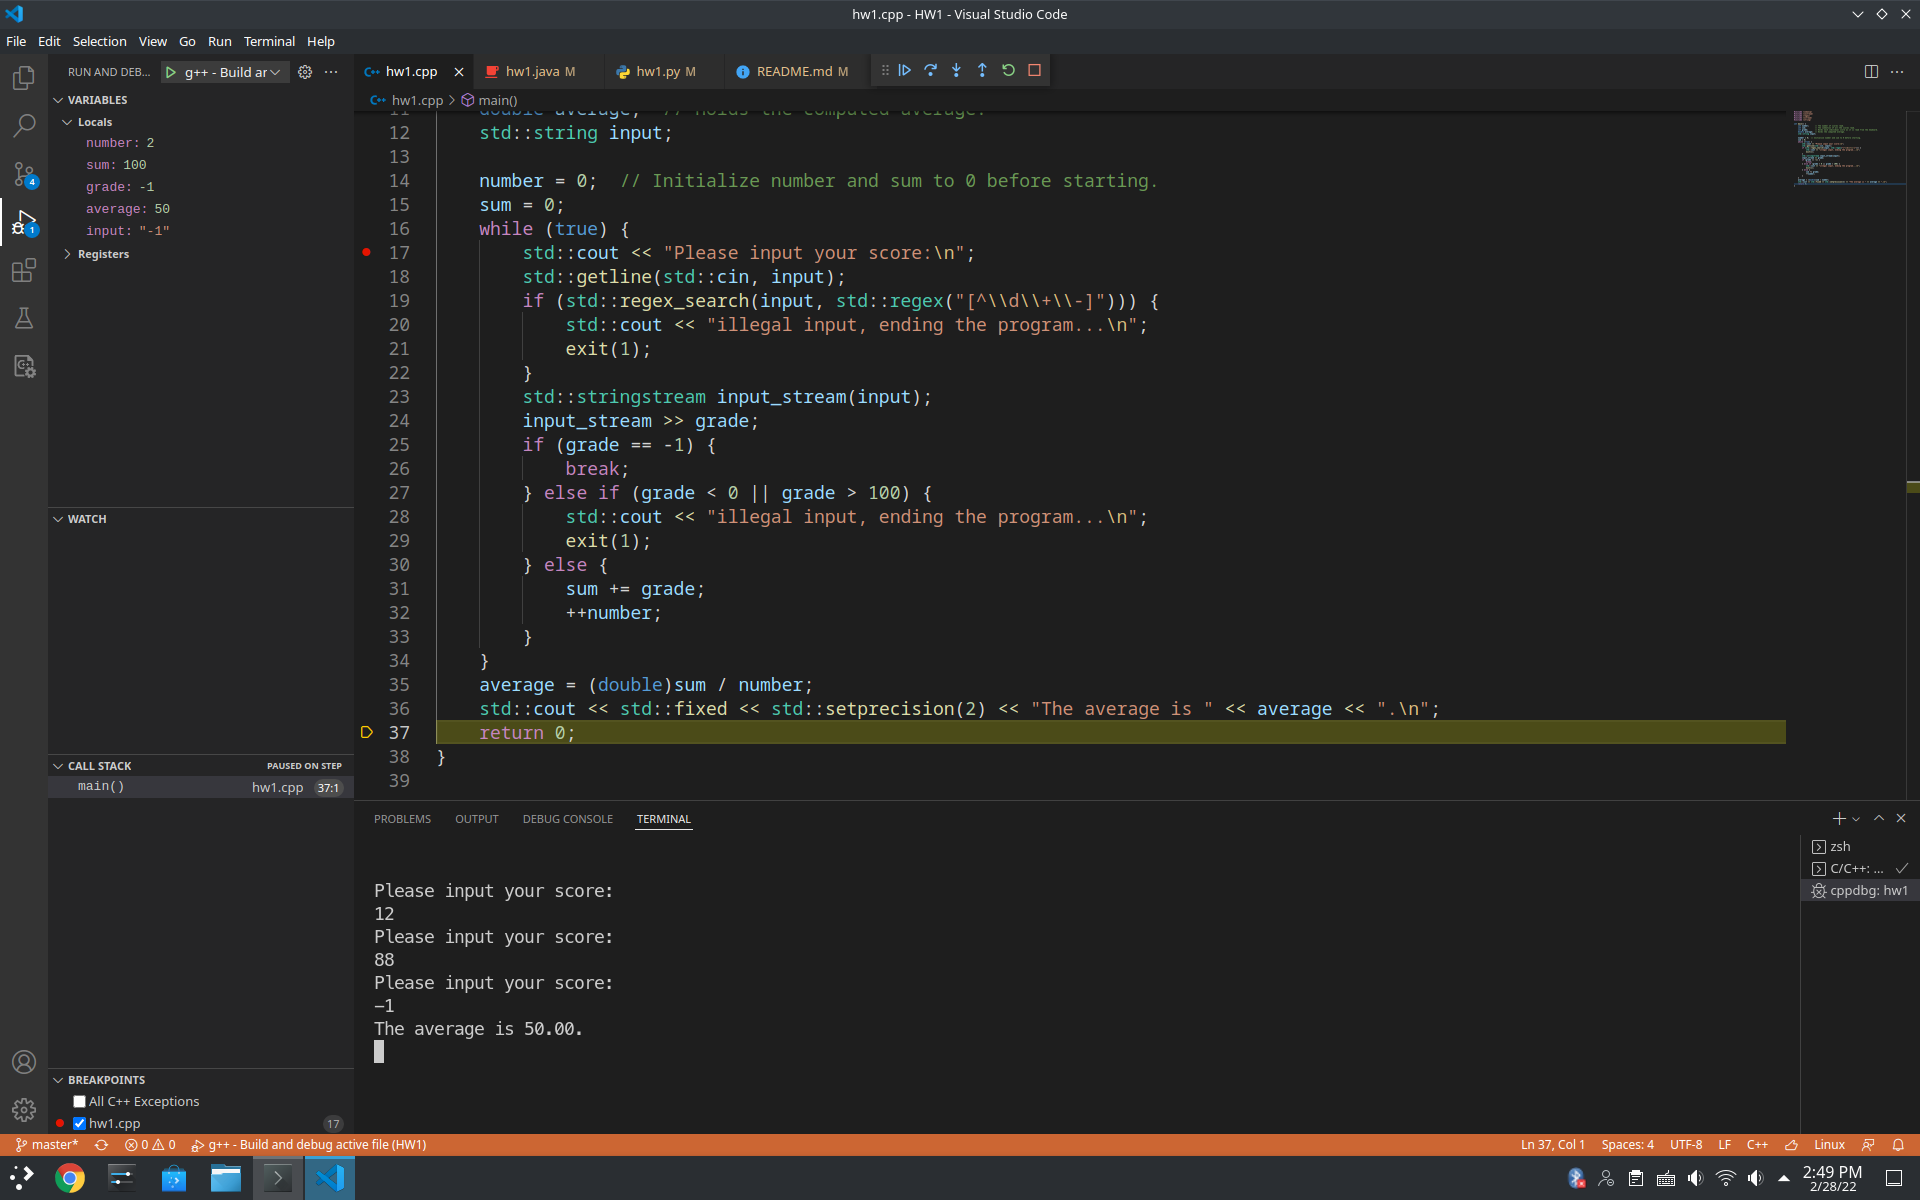 hw1.cpp - HW1 - Visual Studio Code
File Edit Selection View Go Run Terminal Help
RUN AND DEB... g++ - Build ar
hw1.cpp hw1.java M hw1.py M README.md M
hw1.cpp > main()
VARIABLES
Locals
number: 2
sum: 100
grade: -1
average: 50
input: "-1"
Registers
4
1
WATCH
CALL STACK PAUSED ON STEP
main() hw1.cpp 37:1
BREAKPOINTS
All C++ Exceptions
hw1.cpp 17
11 double average; // Holds the computed average.
12 std::string input;
13
14 number = 0; // Initialize number and sum to 0 before starting.
15 sum = 0;
16 while (true) {
17 std::cout << "Please input your score:\n";
18 std::getline(std::cin, input);
19 if (std::regex_search(input, std::regex("[^\\d\\+\\-]"))) {
20 std::cout << "illegal input, ending the program...\n";
21 exit(1);
22 }
23 std::stringstream input_stream(input);
24 input_stream >> grade;
25 if (grade == -1) {
26 break;
27 } else if (grade < 0 || grade > 100) {
28 std::cout << "illegal input, ending the program...\n";
29 exit(1);
30 } else {
31 sum += grade;
32 ++number;
33 }
34 }
35 average = (double)sum / number;
36 std::cout << std::fixed << std::setprecision(2) << "The average is " << average << ".\n";
37 return 0;
38 }
39
PROBLEMS OUTPUT DEBUG CONSOLE TERMINAL
Please input your score:
12
Please input your score:
88
Please input your score:
-1
The average is 50.00.
zsh
C/C++: ...
cppdbg: hw1
master* 0 0 g++ - Build and debug active file (HW1)
Ln 37, Col 1 Spaces: 4 UTF-8 LF C++ Linux
2:49 PM
2/28/22